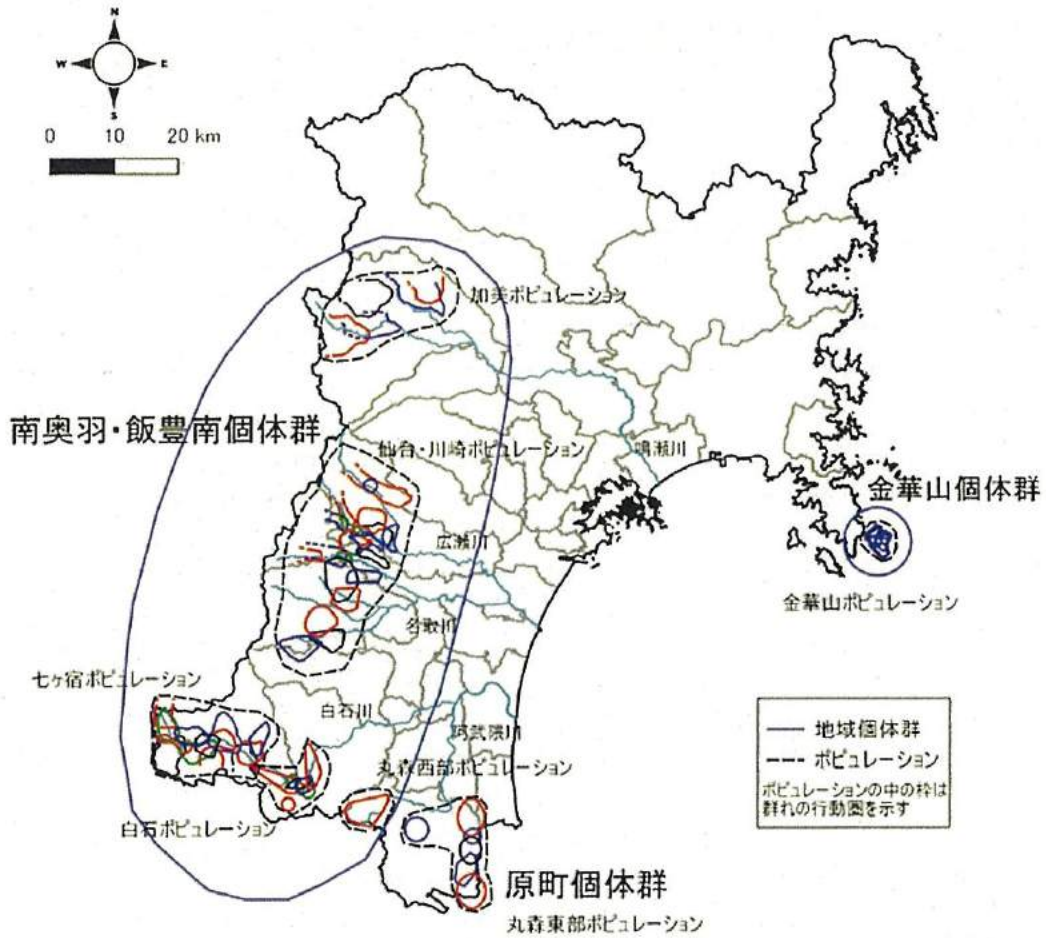 N
W E
S
0 10 20 km
加美ポピュレーション
南奥羽・飯豊南個体群
仙台・川崎ポピュレーション
鳴瀬川
金華山個体群
広瀬川
金華山ポピュレーション
名取川
七ヶ宿ポピュレーション
白石川
阿武隈川
地域個体群
ポピュレーション
ポピュレーションの中の枠は
群れの行動圏を示す
丸森西部ポピュレーション
白石ポピュレーション
原町個体群
丸森東部ポピュレーション